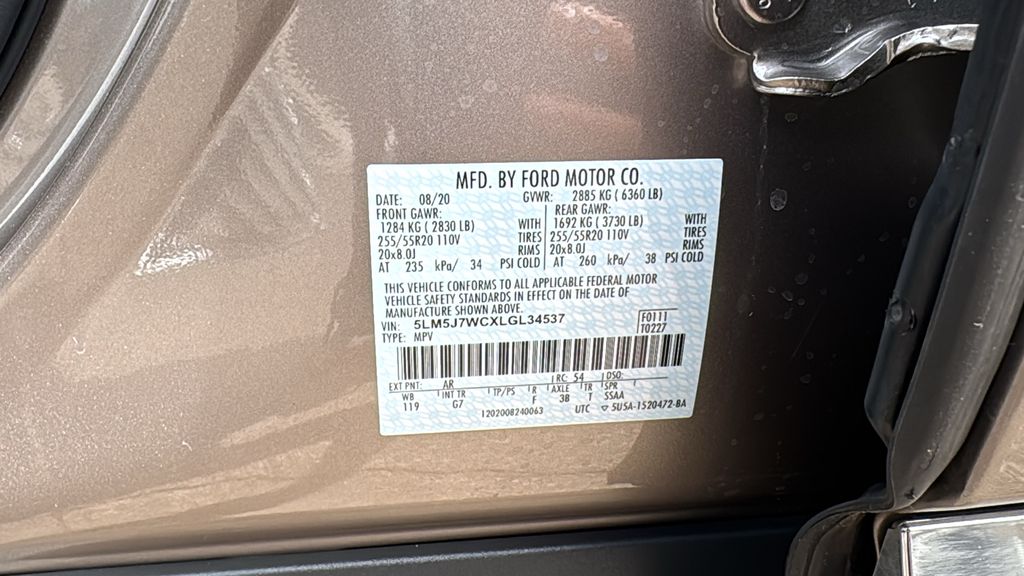 MFD. BY FORD MOTOR CO.
DATE: 08/20 GVWR: 2885 KG ( 6360 LB)
FRONT GAWR: REAR GAWR:
1284 KG ( 2830 LB) WITH 1692 KG ( 3730 LB) WITH
255/55R20 110V TIRES 255/55R20 110V TIRES
20x8.0J RIMS 20x8.0J RIMS
AT 235 kPa/ 34 PSI COLD AT 260 kPa/ 38 PSI COLD
THIS VEHICLE CONFORMS TO ALL APPLICABLE FEDERAL MOTOR
VEHICLE SAFETY STANDARDS IN EFFECT ON THE DATE OF
MANUFACTURE SHOWN ABOVE.
VIN: 5LM5J7WCXLGL34537 F0111
TYPE: MPV T0227
EXT PNT: AR RC: 54 DSO:
WB INT TR TP/PS R AXLE TR SPR
119 G7 F 3B T SSAA
1202008240063 UTC ▽ 5U5A-1520472-BA